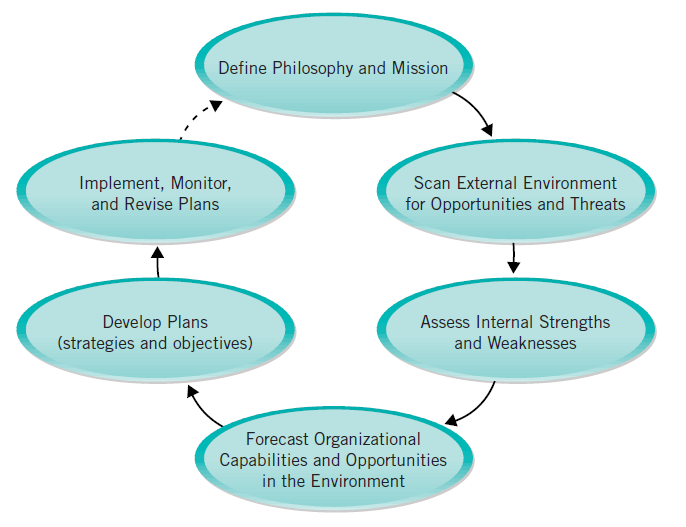 Define Philosophy and Mission
Scan External Environment
for Opportunities and Threats
Assess Internal Strengths
and Weaknesses
Forecast Organizational
Capabilities and Opportunities
in the Environment
Develop Plans
(strategies and objectives)
Implement, Monitor,
and Revise Plans